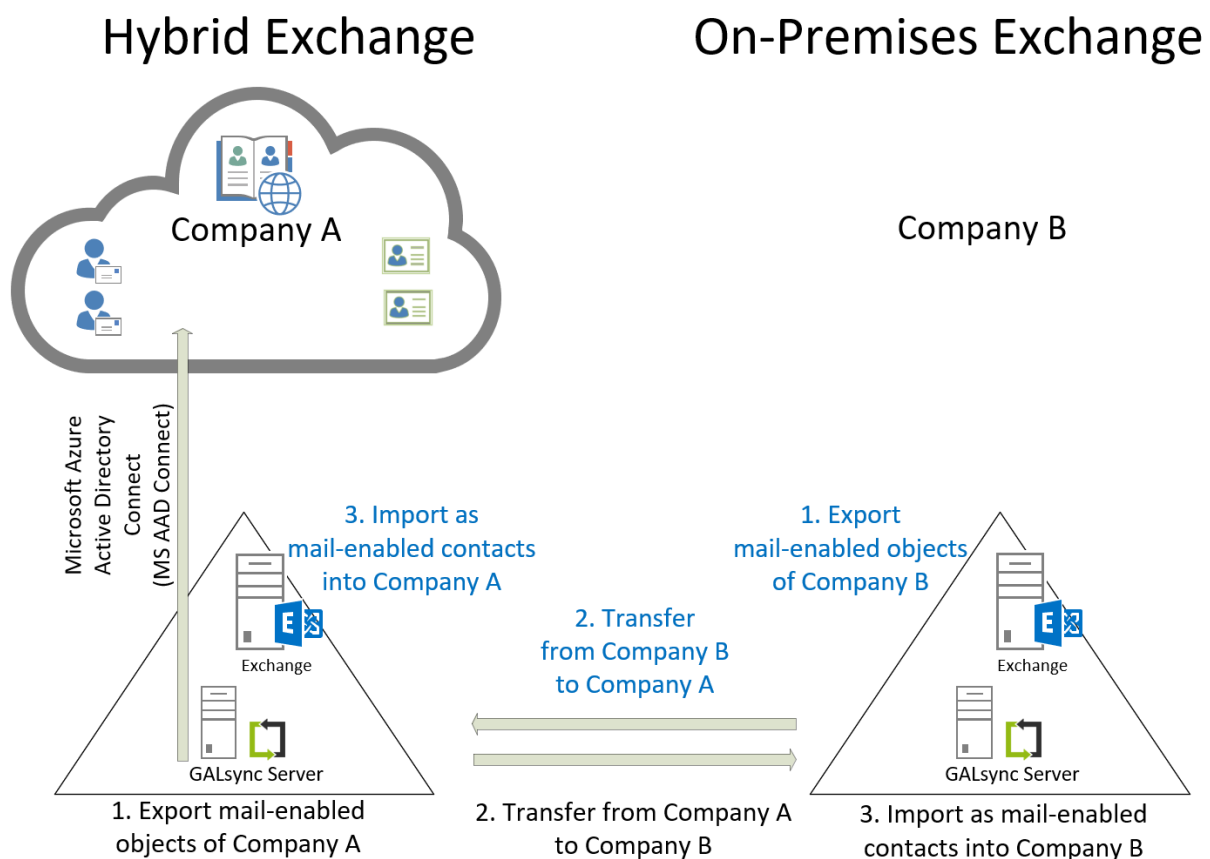 Hybrid Exchange
On-Premises Exchange
Company A
Company B
Microsoft Azure
Active Directory
Connect
(MS AAD Connect)
3. Import as
mail-enabled contacts
into Company A
1. Export
mail-enabled objects
of Company B
2. Transfer
from Company B
to Company A
E
Exchange
GALsync Server
E
Exchange
GALsync Server
1. Export mail-enabled
objects of Company A
2. Transfer from Company A
to Company B
3. Import as mail-enabled
contacts into Company B